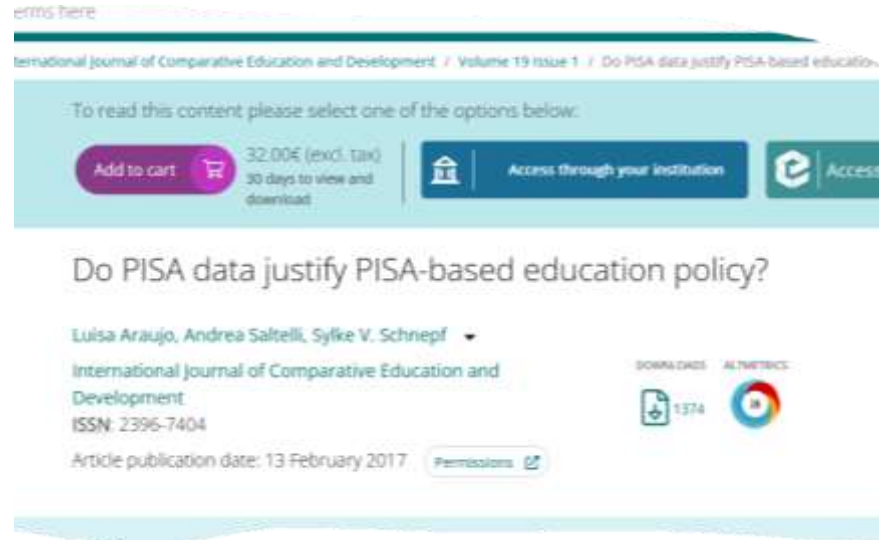 erms here
ternational Journal of Comparative Education and Development / Volume 19 Issue 1 / Do PISA data justify PISA-based educatio
To read this content please select one of the options below:
Add to cart
32.00€ (excl. tax)
30 days to view and
download
Access through your institution
Access
Do PISA data justify PISA-based education policy?
Luisa Araujo, Andrea Saltelli, Sylke V. Schnepf
International Journal of Comparative Education and
Development
ISSN: 2396-7404
Article publication date: 13 February 2017
Permissions
DOWNLOADS
ALTMETRICS
1374